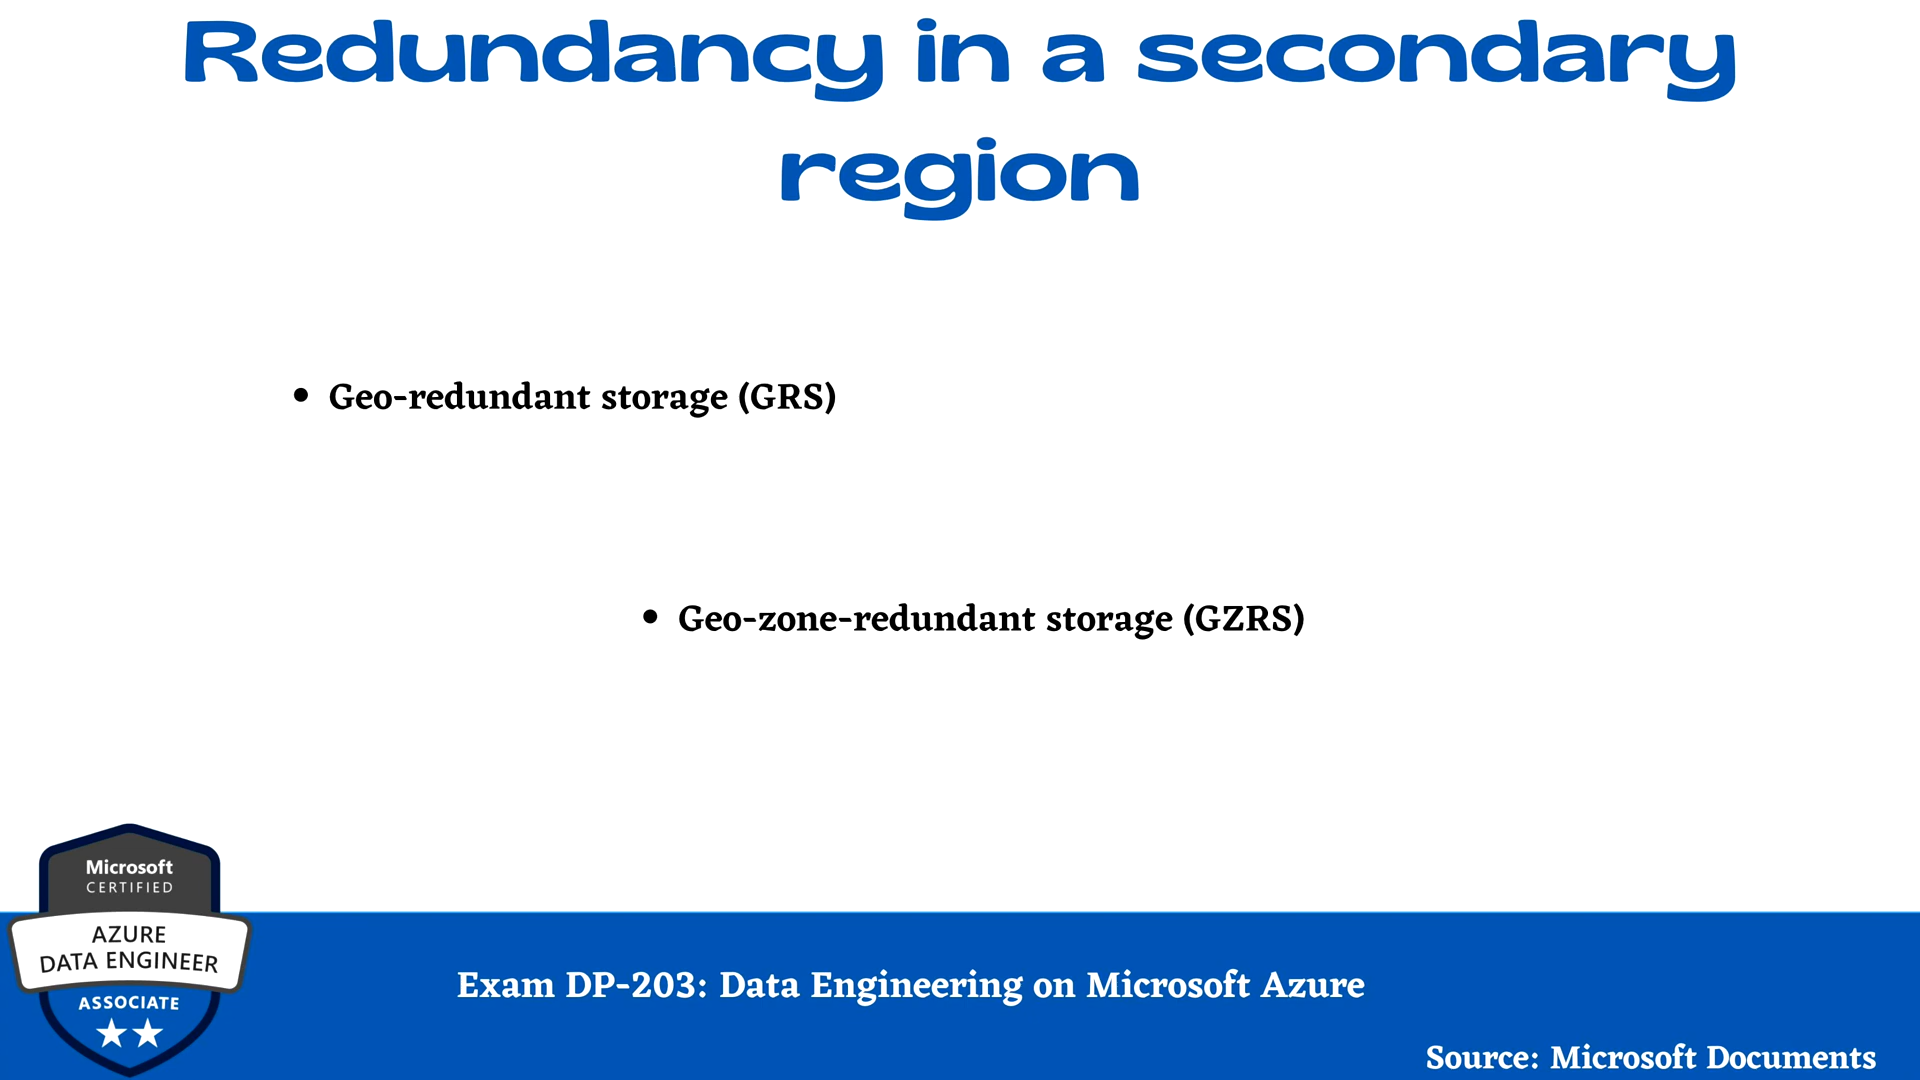 Redundancy in a secondary
region
• Geo-redundant storage (GRS)
• Geo-zone-redundant storage (GZRS)
Microsoft
CERTIFIED
AZURE
DATA ENGINEER
ASSOCIATE
Exam DP-203: Data Engineering on Microsoft Azure
Source: Microsoft Documents